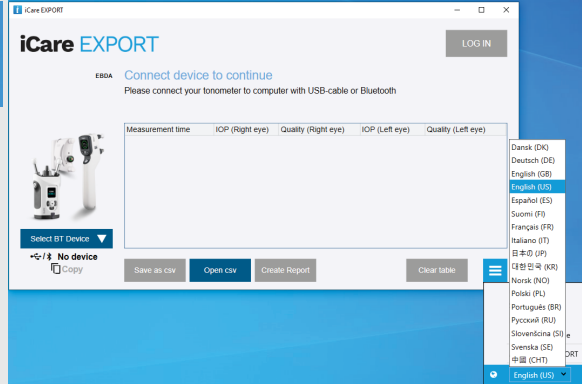 iCare EXPORT
iCare EXPORT
LOG IN
EBDA
Connect device to continue
Please connect your tonometer to computer with USB-cable or Bluetooth
Measurement time IOP (Right eye) Quality (Right eye) IOP (Left eye) Quality (Left eye)
Select BT Device
No device
Copy
Save as csv Open csv Create Report Clear table
Dansk (DK)
Deutsch (DE)
English (GB)
English (US)
Español (ES)
Suomi (FI)
Français (FR)
Italiano (IT)
日本の (JP)
대한민국 (KR)
Norsk (NO)
Polski (PL)
Português (BR)
Русский (RU)
Slovenščina (SI)
Svenska (SE)
中國 (CHT)
English (US)